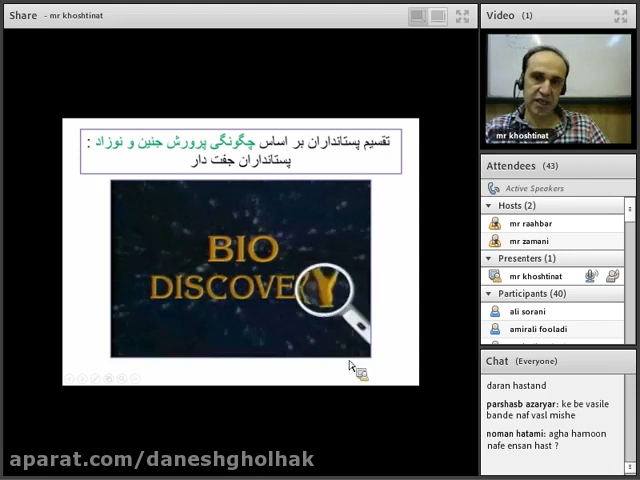 Share - mr khoshtinat
تقسیم پستانداران بر اساس چگونگی پرورش جنین و نوزاد :
پستانداران جفت دار
BIO
DISCOVERY
Video (1)
mr khoshtinat
Attendees (43)
Active Speakers
Hosts (2)
mr raahbar
mr zamani
Presenters (1)
mr khoshtinat
Participants (40)
ali sorani
amirali fooladi
Chat (Everyone)
daran hastand
parshasb azaryar: ke be vasile
bande naf vasl mishe
noman hatami: agha hamoon
nafe ensan hast ?
aparat.com/daneshgholhak